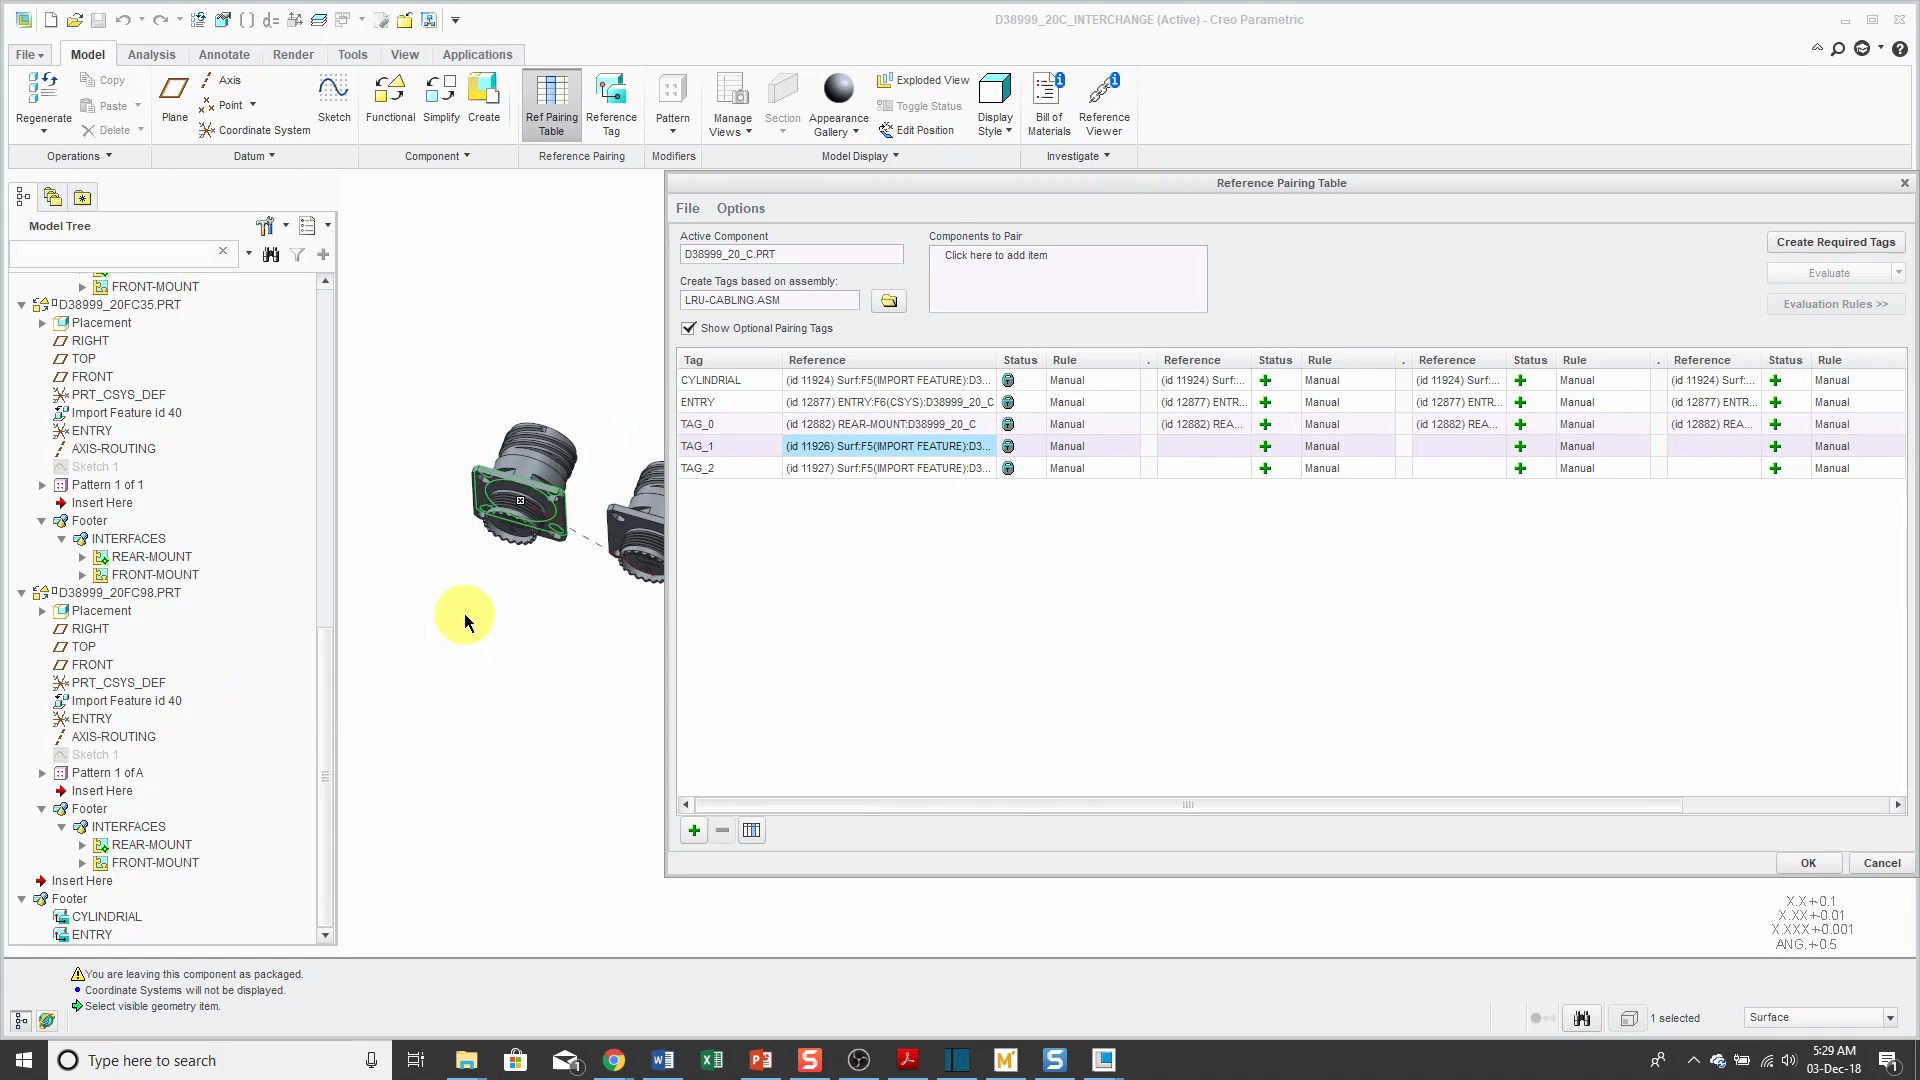 D38999_20C_INTERCHANGE (Active) - Creo Parametric
File
Model
Analysis
Annotate
Render
Tools
View
Applications
Regenerate
Copy
Paste
Delete
Plane
Axis
Point
Coordinate System
Sketch
Functional
Simplify
Create
Ref Pairing Table
Reference Tag
Pattern
Manage Views
Section
Appearance Gallery
Exploded View
Toggle Status
Edit Position
Display Style
Bill of Materials
Reference Viewer
Operations
Datum
Component
Reference Pairing
Modifiers
Model Display
Investigate
Model Tree
FRONT-MOUNT
D38999_20FC35.PRT
Placement
RIGHT
TOP
FRONT
PRT_CSYS_DEF
Import Feature id 40
ENTRY
AXIS-ROUTING
Sketch 1
Pattern 1 of 1
Insert Here
Footer
INTERFACES
REAR-MOUNT
FRONT-MOUNT
D38999_20FC98.PRT
Placement
RIGHT
TOP
FRONT
PRT_CSYS_DEF
Import Feature id 40
ENTRY
AXIS-ROUTING
Sketch 1
Pattern 1 of A
Insert Here
Footer
INTERFACES
REAR-MOUNT
FRONT-MOUNT
Insert Here
Footer
CYLINDRIAL
ENTRY
Reference Pairing Table
File Options
Active Component
D38999_20_C.PRT
Create Tags based on assembly:
LRU-CABLING.ASM
Show Optional Pairing Tags
Components to Pair
Click here to add item
Create Required Tags
Evaluate
Evaluation Rules >>
Tag Reference Status Rule . Reference Status Rule . Reference Status Rule . Reference Status Rule
CYLINDRIAL (id 11924) Surf:F5(IMPORT FEATURE):D3... Manual (id 11924) Surf:... Manual (id 11924) Surf:... Manual (id 11924) Surf:... Manual
ENTRY (id 12877) ENTRY:F6(CSYS):D38999_20_C Manual (id 12877) ENTR... Manual (id 12877) ENTR... Manual (id 12877) ENTR... Manual
TAG_0 (id 12882) REAR-MOUNT:D38999_20_C Manual (id 12882) REA... Manual (id 12882) REA... Manual (id 12882) REA... Manual
TAG_1 (id 11926) Surf:F5(IMPORT FEATURE):D3... Manual Manual Manual Manual
TAG_2 (id 11927) Surf:F5(IMPORT FEATURE):D3... Manual Manual Manual Manual
OK Cancel
X.X+-0.1
X.XX+-0.01
X.XXX+-0.001
ANG.+-0.5
You are leaving this component as packaged.
Coordinate Systems will not be displayed.
Select visible geometry item.
1 selected
Surface
Type here to search
5:29 AM
03-Dec-18